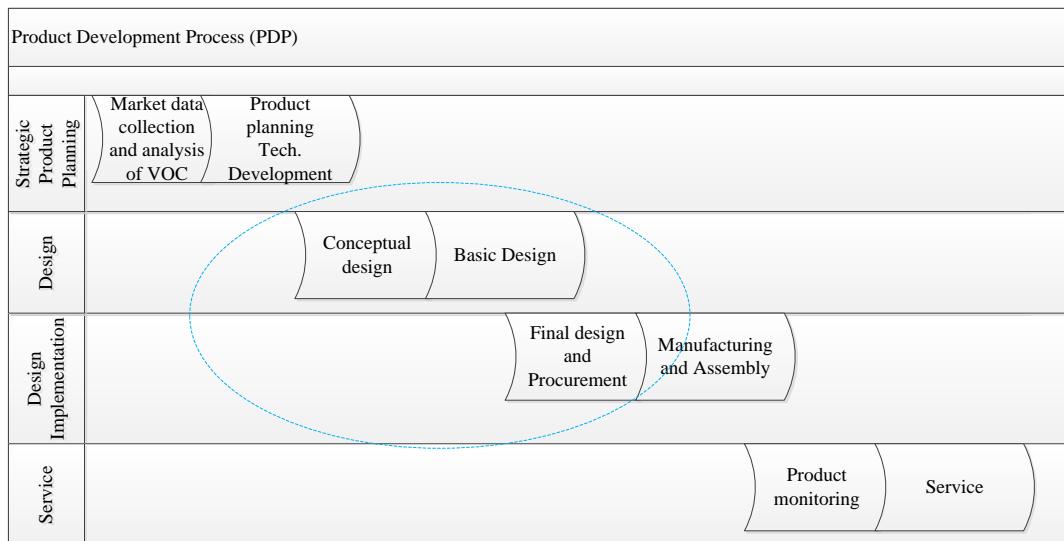 Product Development Process (PDP)
Strategic
Product
Planning
Market data
collection
and analysis
of VOC
Product
planning
Tech.
Development
Design
Conceptual
design
Basic Design
Design
Implementation
Final design
and
Procurement
Manufacturing
and Assembly
Service
Product
monitoring
Service